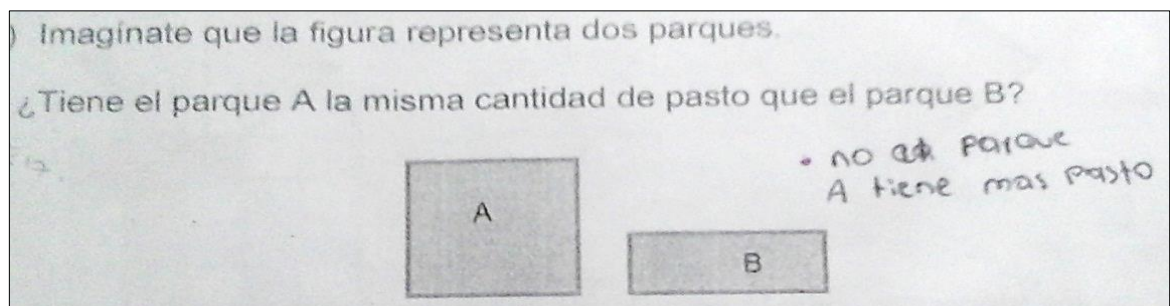 ) Imagínate que la figura representa dos parques.
¿Tiene el parque A la misma cantidad de pasto que el parque B?
• no parque
A tiene mas pasto
A
B